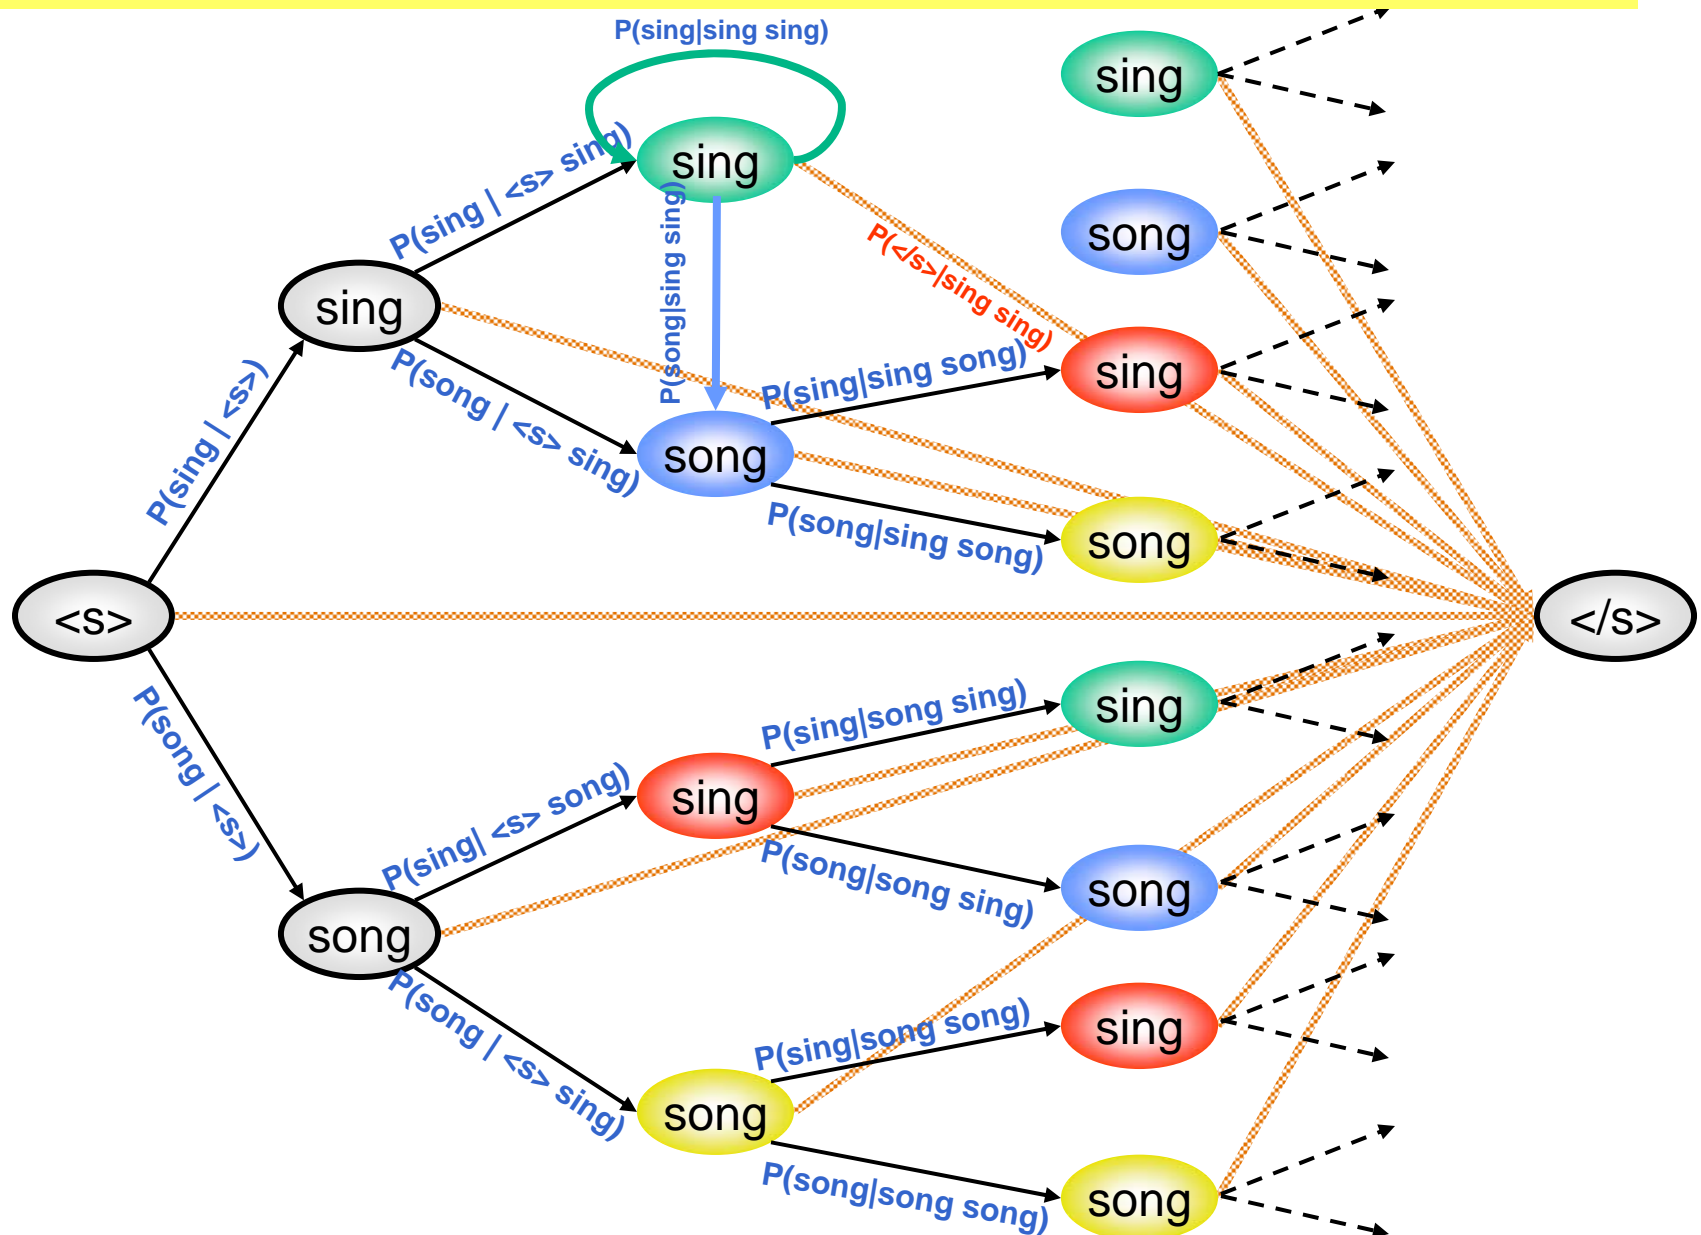 P(sing|sing sing)
sing
sing
P(sing | <s> sing)
song
P(song|sing sing)
P(</s>|sing sing)
sing
P(sing | <s>)
P(song | <s> sing)
song
P(sing|sing song)
sing
P(song|sing song)
song
<s>
</s>
P(song | <s>)
P(sing|song sing)
sing
P(sing| <s> song)
sing
P(song|song sing)
song
song
P(song | <s> sing)
P(sing|song song)
sing
song
P(song|song song)
song